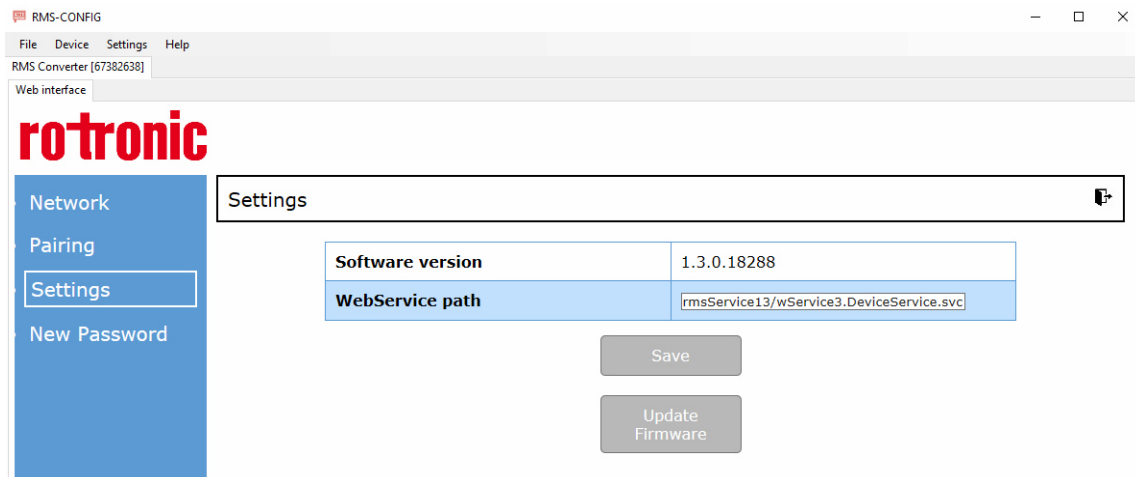 RMS-CONFIG
File Device Settings Help
RMS Converter [67382638]
Web interface
rotronic
Network
Pairing
Settings
New Password
Settings
Software version 1.3.0.18288
WebService path rmsService13/wService3.DeviceService.svc
Save
Update
Firmware